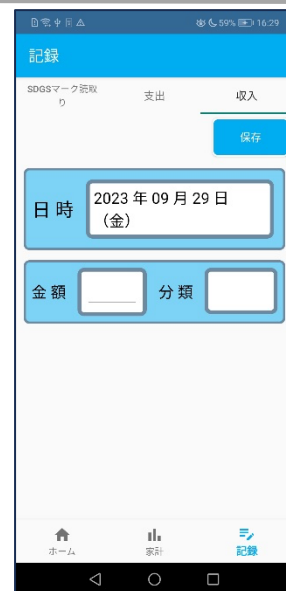 59% 16:29
記録
SDGSマーク読取
り
支出
収入
保存
日 時
2023 年 09 月 29 日
（金）
金 額
分 類
ホーム
家計
記録